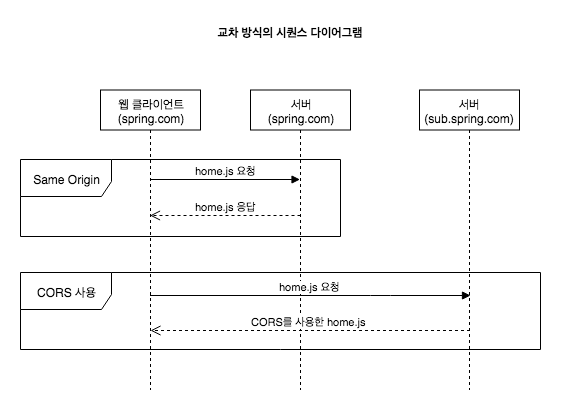 교차 방식의 시퀀스 다이어그램
웹 클라이언트
(spring.com)
서버
(spring.com)
서버
(sub.spring.com)
Same Origin
home.js 요청
home.js 응답
CORS 사용
home.js 요청
CORS를 사용한 home.js